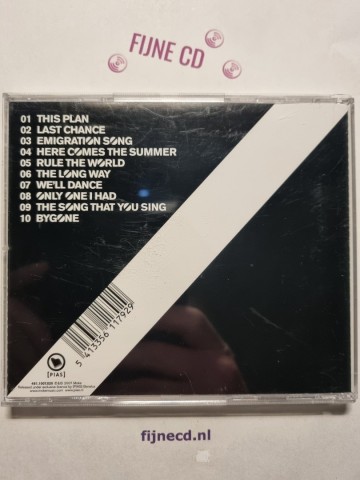 FIJNE CD
01 THIS PLAN
02 LAST CHANCE
03 EMIGRATION SONG
04 HERE COMES THE SUMMER
05 RULE THE WORLD
06 THE LONG WAY
07 WE'LL DANCE
08 ONLY ONE I HAD
09 THE SONG THAT YOU SING
10 BYGONE
5 413356 117929
[PIAS]
fijnecd.nl